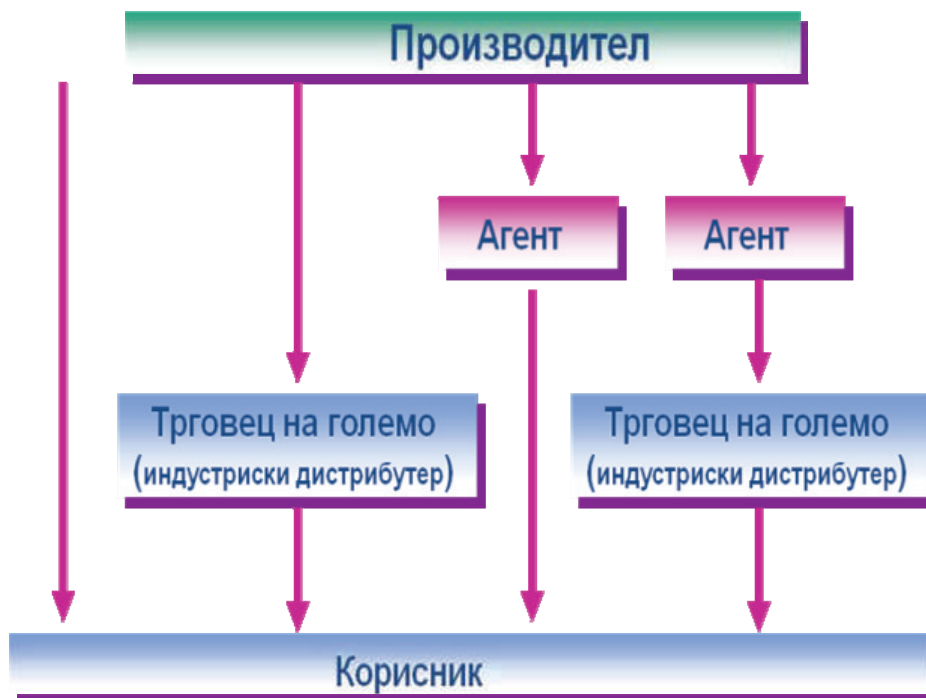 Производител
Агент
Агент
Трговец на големо
(индустриски дистрибутер)
Трговец на големо
(индустриски дистрибутер)
Корисник